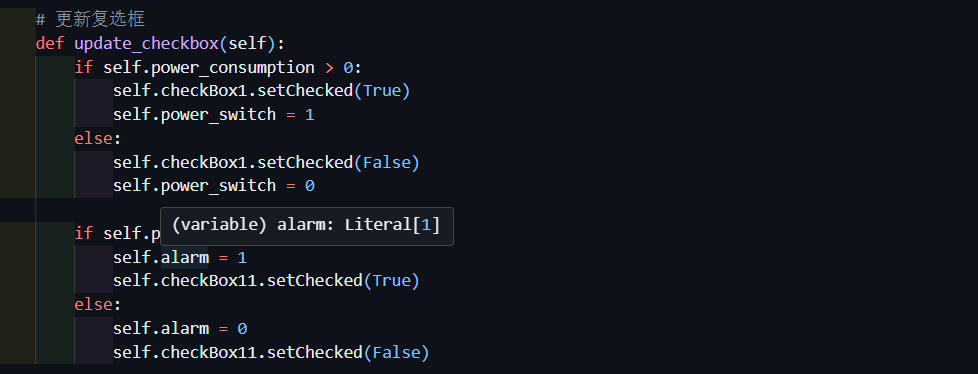 # 更新复选框
def update_checkbox(self):
if self.power_consumption > 0:
self.checkBox1.setChecked(True)
self.power_switch = 1
else:
self.checkBox1.setChecked(False)
self.power_switch = 0
(variable) alarm: Literal[1]
if self.p
self.alarm = 1
self.checkBox11.setChecked(True)
else:
self.alarm = 0
self.checkBox11.setChecked(False)